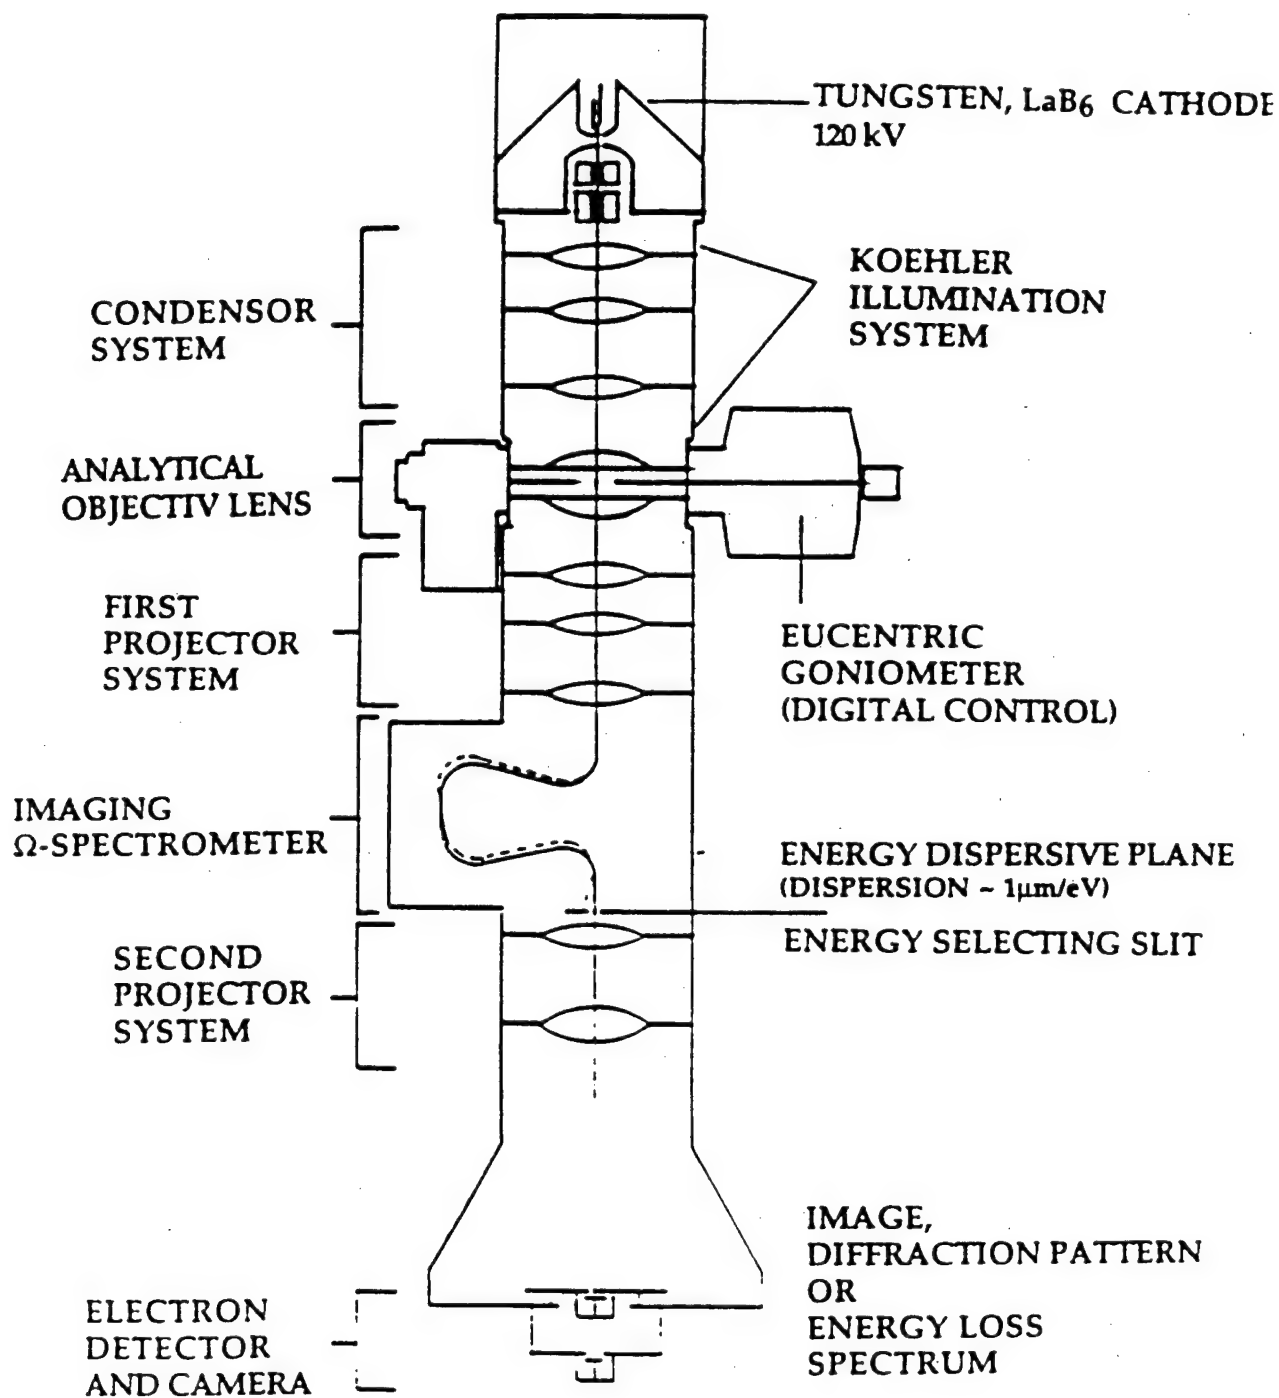 TUNGSTEN, LaB6 CATHODE
120 kV
KOEHLER
ILLUMINATION
SYSTEM
CONDENSOR
SYSTEM
ANALYTICAL
OBJECTIV LENS
FIRST
PROJECTOR
SYSTEM
EUCENTRIC
GONIOMETER
(DIGITAL CONTROL)
IMAGING
Ω-SPECTROMETER
ENERGY DISPERSIVE PLANE
(DISPERSION ~ 1μm/eV)
ENERGY SELECTING SLIT
SECOND
PROJECTOR
SYSTEM
IMAGE,
DIFFRACTION PATTERN
OR
ENERGY LOSS
SPECTRUM
ELECTRON
DETECTOR
AND CAMERA